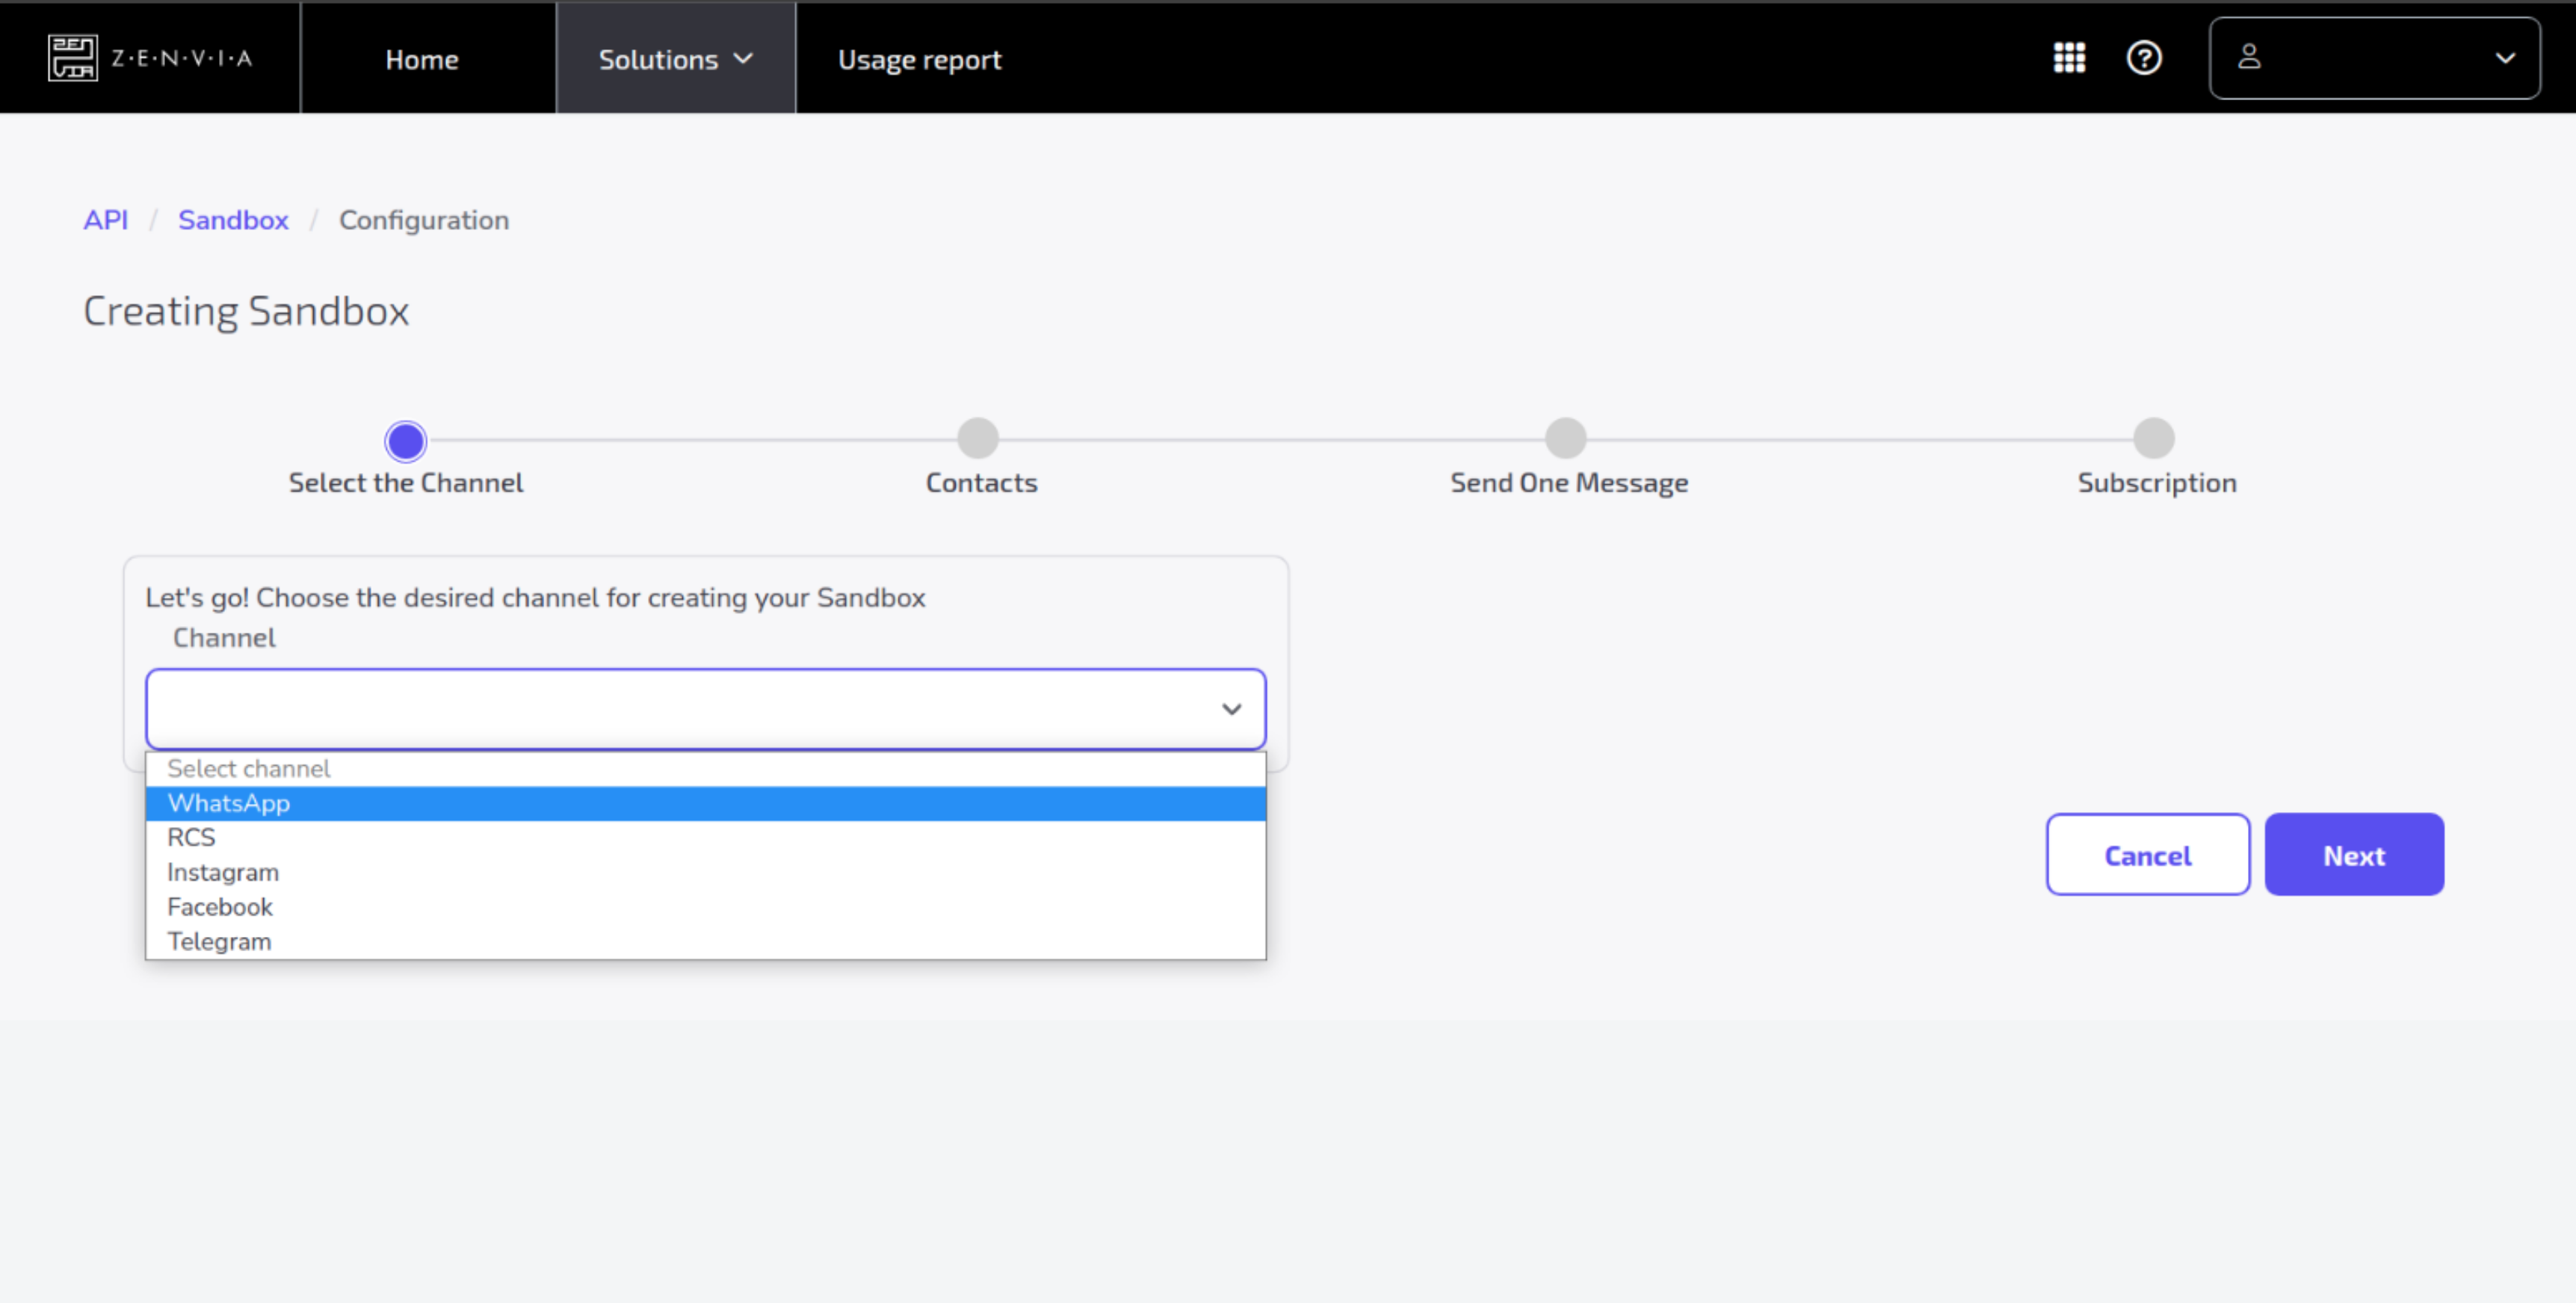 ZENVIA Z·E·N·V·I·A Home Solutions Usage report
API / Sandbox / Configuration
Creating Sandbox
Select the Channel Contacts Send One Message Subscription
Let's go! Choose the desired channel for creating your Sandbox
Channel
Select channel
WhatsApp
RCS
Instagram
Facebook
Telegram
Cancel Next